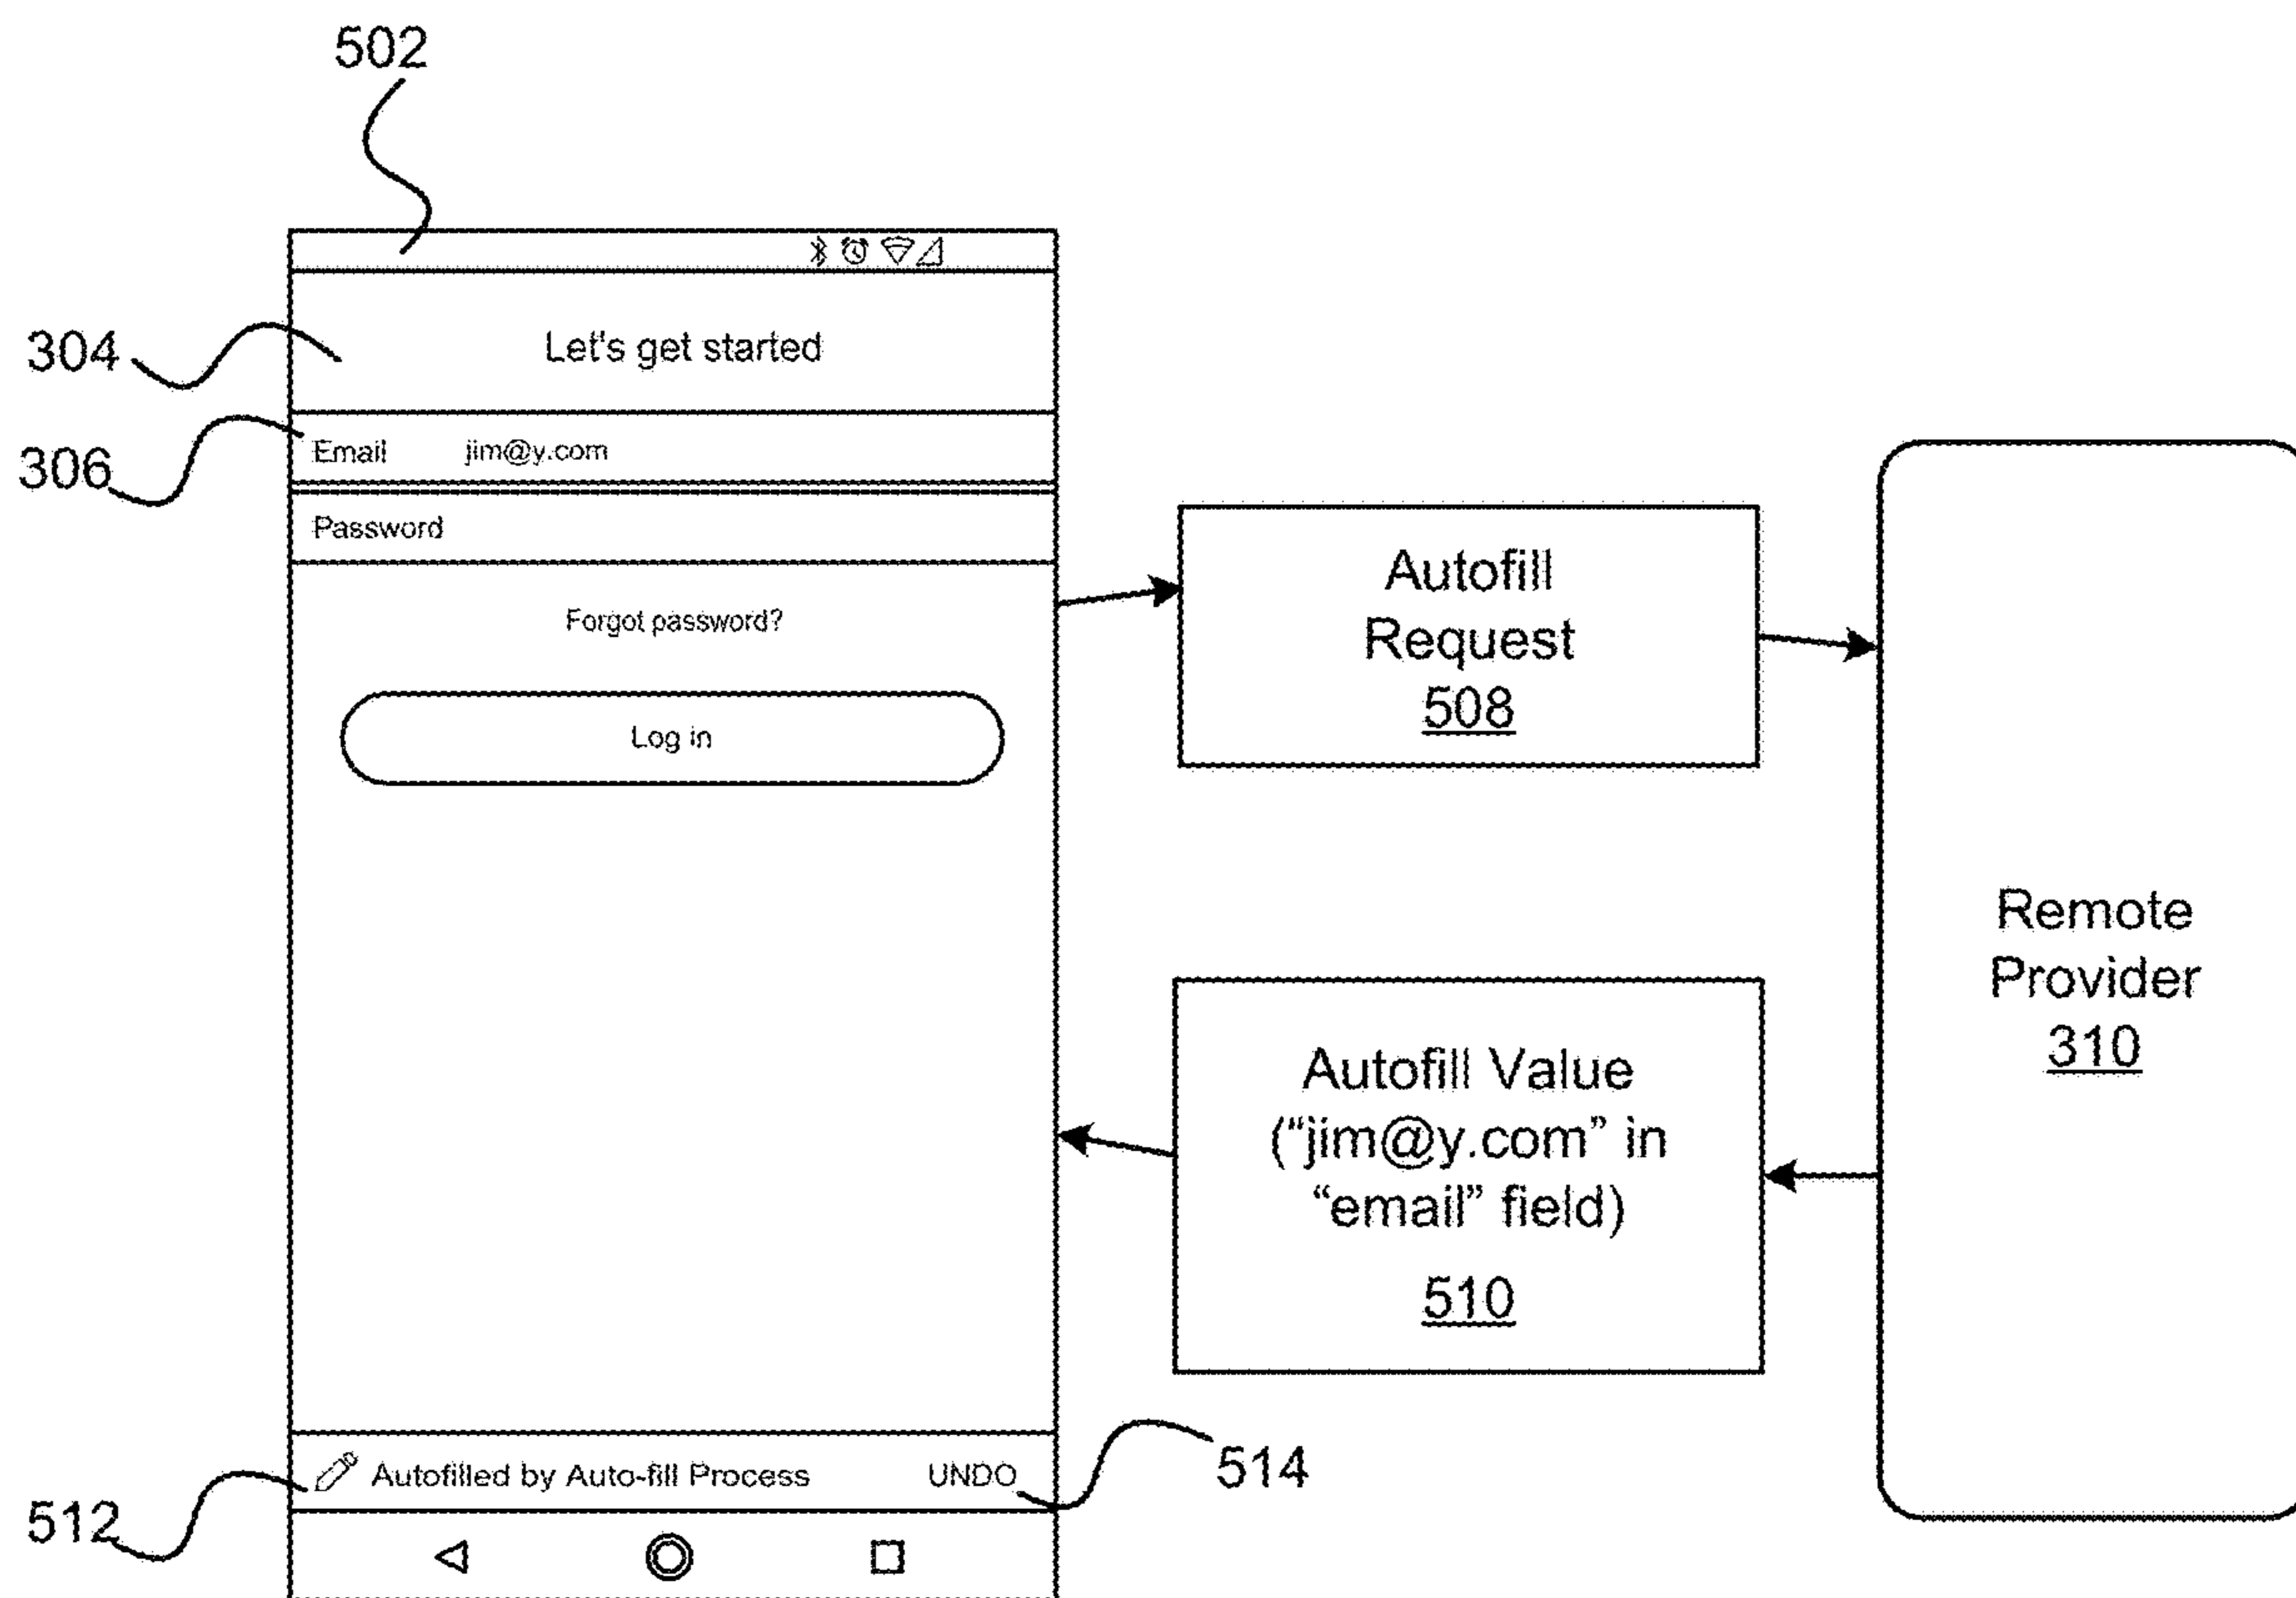 502
304
Let's get started
306
Email jim@y.com
Password
Forgot password?
Log in
Autofill
Request
508
Remote
Provider
310
Autofill Value
(“jim@y.com” in
“email” field)
510
512
Autofilled by Auto-fill Process UNDO
514